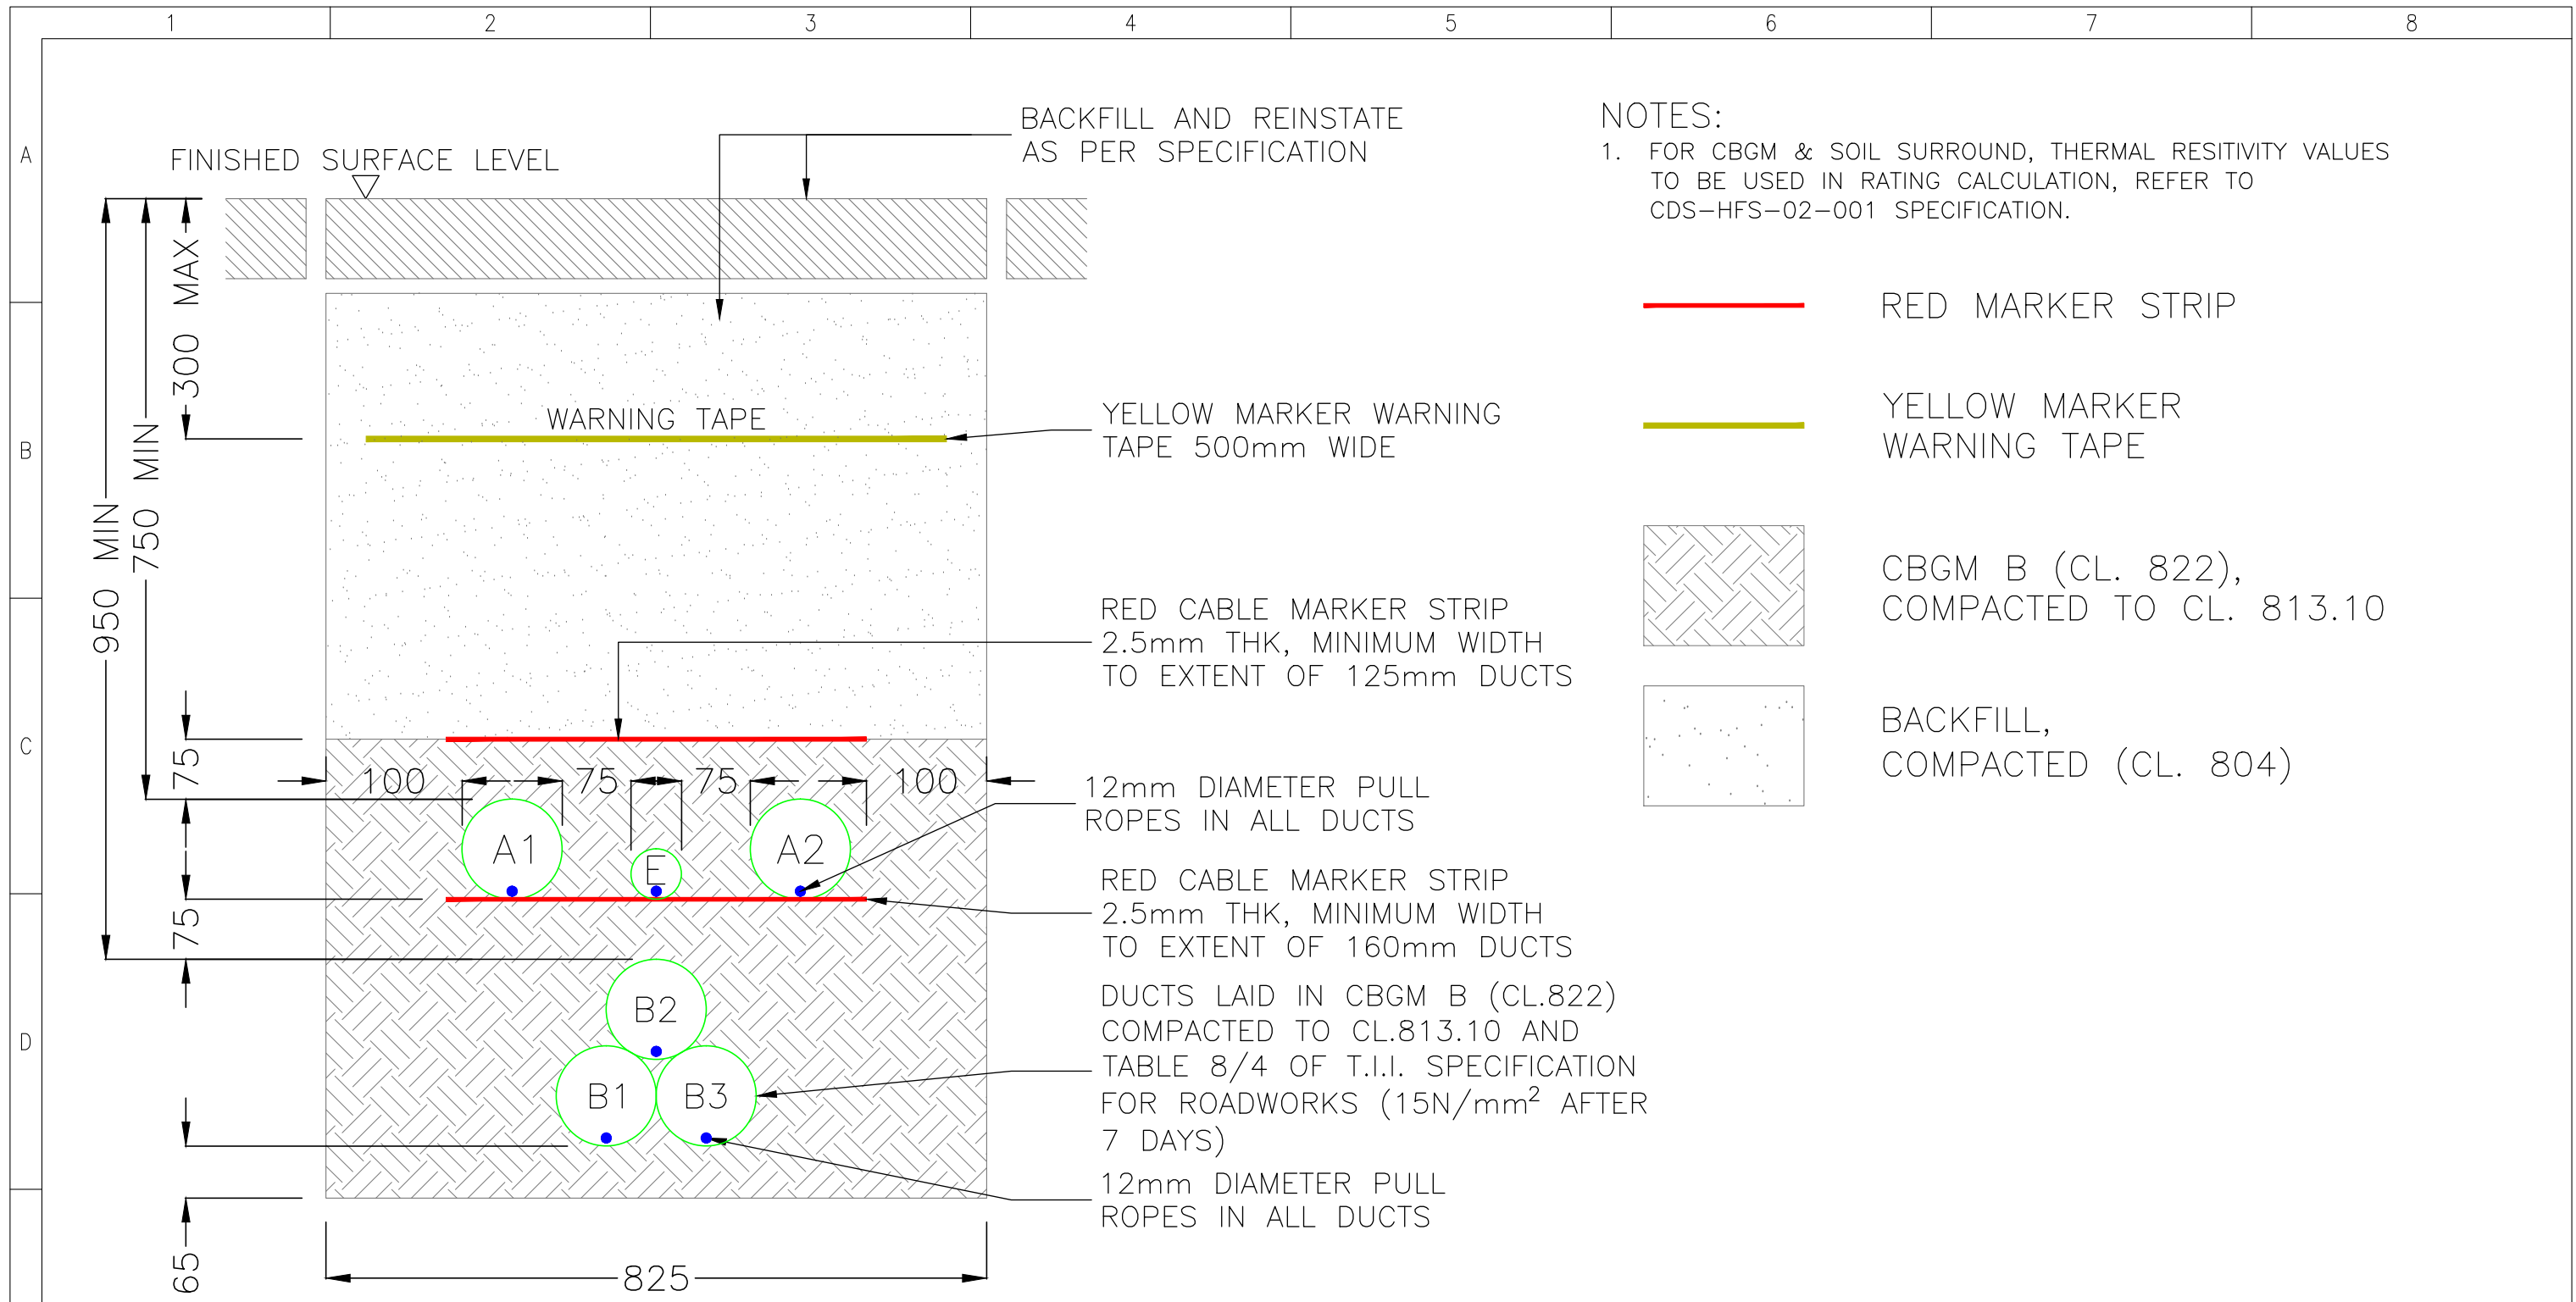 1 2 3 4 5 6 7 8
A
B
C
D
FINISHED SURFACE LEVEL
BACKFILL AND REINSTATE
AS PER SPECIFICATION
300 MAX
750 MIN
950 MIN
WARNING TAPE
YELLOW MARKER WARNING
TAPE 500mm WIDE
RED CABLE MARKER STRIP
2.5mm THK, MINIMUM WIDTH
TO EXTENT OF 125mm DUCTS
75
100 75 75 100
12mm DIAMETER PULL
ROPES IN ALL DUCTS
A1 E A2
RED CABLE MARKER STRIP
2.5mm THK, MINIMUM WIDTH
TO EXTENT OF 160mm DUCTS
75
B2
B1 B3
DUCTS LAID IN CBGM B (CL.822)
COMPACTED TO CL.813.10 AND
TABLE 8/4 OF T.I.I. SPECIFICATION
FOR ROADWORKS (15N/mm² AFTER
7 DAYS)
12mm DIAMETER PULL
ROPES IN ALL DUCTS
65
825
NOTES:
1. FOR CBGM & SOIL SURROUND, THERMAL RESITIVITY VALUES
TO BE USED IN RATING CALCULATION, REFER TO
CDS-HFS-02-001 SPECIFICATION.
RED MARKER STRIP
YELLOW MARKER
WARNING TAPE
CBGM B (CL. 822),
COMPACTED TO CL. 813.10
BACKFILL,
COMPACTED (CL. 804)